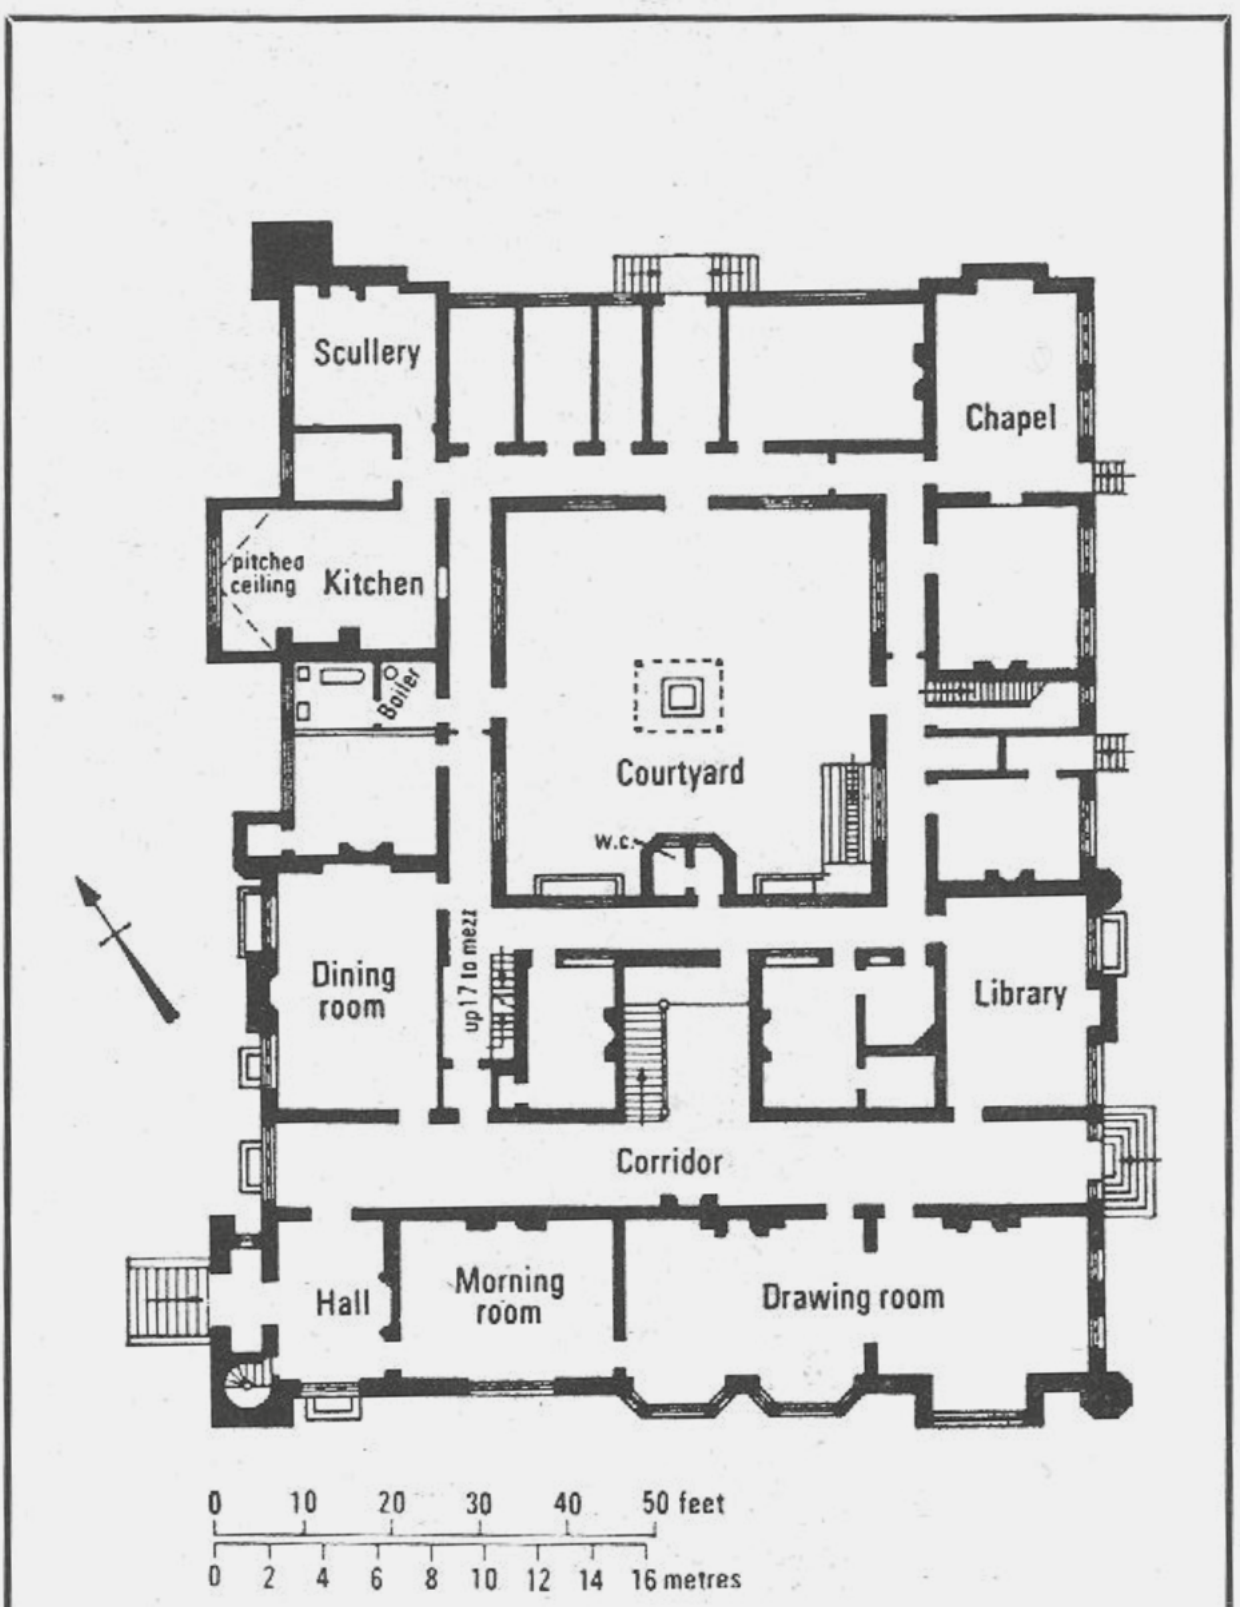 Scullery
Chapel
pitched
ceiling
Kitchen
Boiler
Courtyard
w.c.
up 17 to mezz
Dining
room
Library
Corridor
Hall
Morning
room
Drawing room
0 10 20 30 40 50 feet
0 2 4 6 8 10 12 14 16 metres